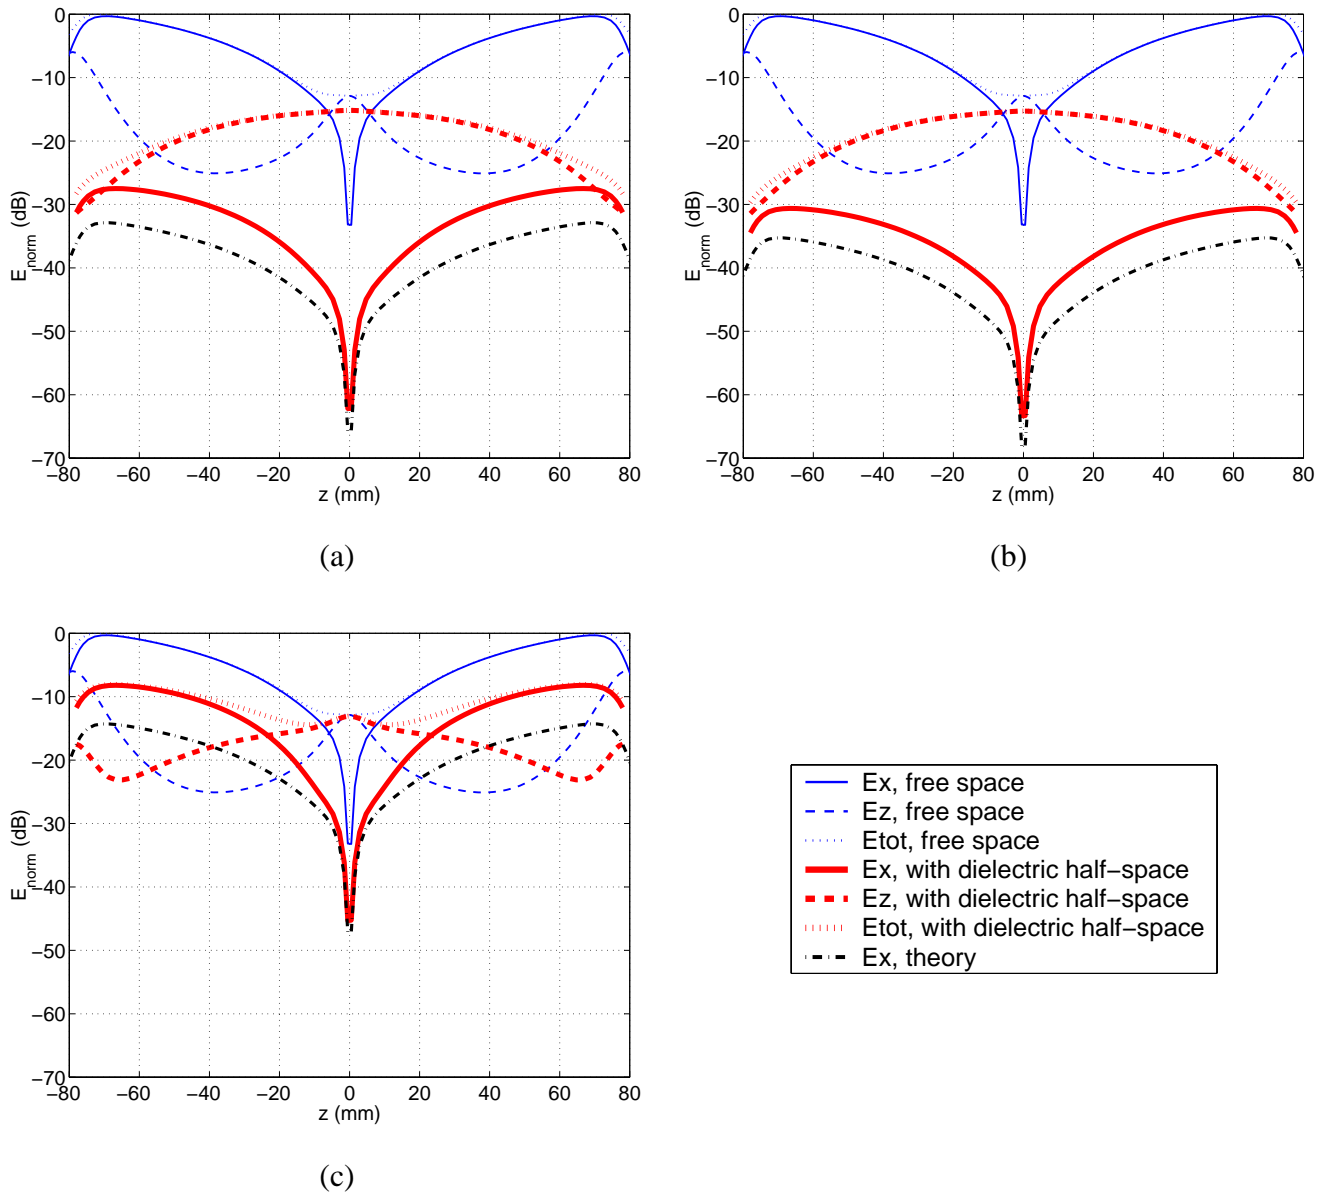 0
−10
−20
−30
−40
−50
−60
−70
E_norm (dB)
−80 −60 −40 −20 0 20 40 60 80
z (mm)
(a)
0
−10
−20
−30
−40
−50
−60
−70
−80 −60 −40 −20 0 20 40 60 80
z (mm)
(b)
0
−10
−20
−30
−40
−50
−60
−70
E_norm (dB)
−80 −60 −40 −20 0 20 40 60 80
z (mm)
(c)
Ex, free space
Ez, free space
Etot, free space
Ex, with dielectric half−space
Ez, with dielectric half−space
Etot, with dielectric half−space
Ex, theory